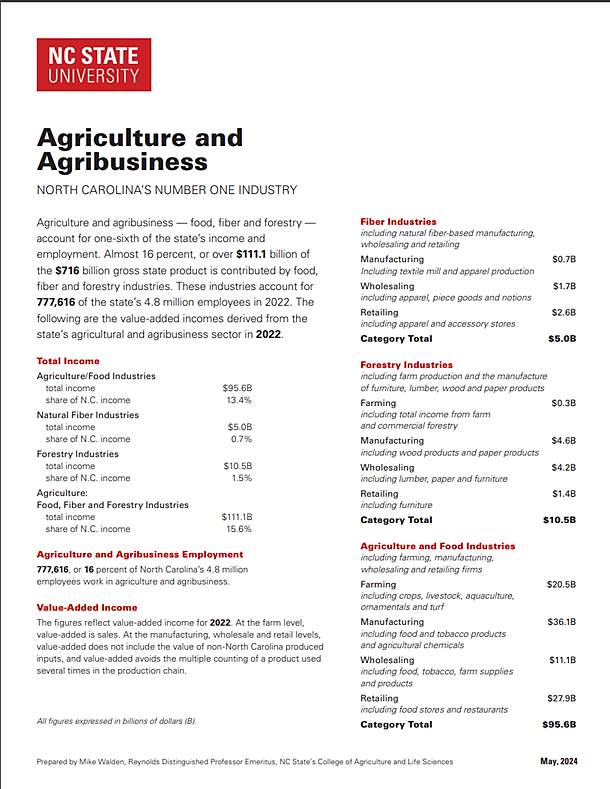 NC STATE
UNIVERSITY
Agriculture and
Agribusiness
NORTH CAROLINA'S NUMBER ONE INDUSTRY
Agriculture and agribusiness — food, fiber and forestry —
account for one-sixth of the state's income and
employment. Almost 16 percent, or over $111.1 billion of
the $716 billion gross state product is contributed by food,
fiber and forestry industries. These industries account for
777,616 of the state's 4.8 million employees in 2022. The
following are the value-added incomes derived from the
state's agricultural and agribusiness sector in 2022.
Total Income
Agriculture/Food Industries
total income $95.6B
share of N.C. income 13.4%
Natural Fiber Industries
total income $5.0B
share of N.C. income 0.7%
Forestry Industries
total income $10.5B
share of N.C. income 1.5%
Agriculture:
Food, Fiber and Forestry Industries
total income $111.1B
share of N.C. income 15.6%
Agriculture and Agribusiness Employment
777,616, or 16 percent of North Carolina's 4.8 million
employees work in agriculture and agribusiness.
Value-Added Income
The figures reflect value-added income for 2022. At the farm level,
value-added is sales. At the manufacturing, wholesale and retail levels,
value-added does not include the value of non-North Carolina produced
inputs, and value-added avoids the multiple counting of a product used
several times in the production chain.
All figures expressed in billions of dollars (B).
Fiber Industries
including natural fiber-based manufacturing,
wholesaling and retailing
Manufacturing $0.7B
Including textile mill and apparel production
Wholesaling $1.7B
including apparel, piece goods and notions
Retailing $2.6B
including apparel and accessory stores
Category Total $5.0B
Forestry Industries
including farm production and the manufacture
of furniture, lumber, wood and paper products
Farming $0.3B
including total income from farm
and commercial forestry
Manufacturing $4.6B
including wood products and paper products
Wholesaling $4.2B
including lumber, paper and furniture
Retailing $1.4B
including furniture
Category Total $10.5B
Agriculture and Food Industries
including farming, manufacturing,
wholesaling and retailing firms
Farming $20.5B
including crops, livestock, aquaculture,
ornamentals and turf
Manufacturing $36.1B
including food and tobacco products
and agricultural chemicals
Wholesaling $11.1B
including food, tobacco, farm supplies
and products
Retailing $27.9B
including food stores and restaurants
Category Total $95.6B
Prepared by Mike Walden, Reynolds Distinguished Professor Emeritus, NC State's College of Agriculture and Life Sciences May, 2024